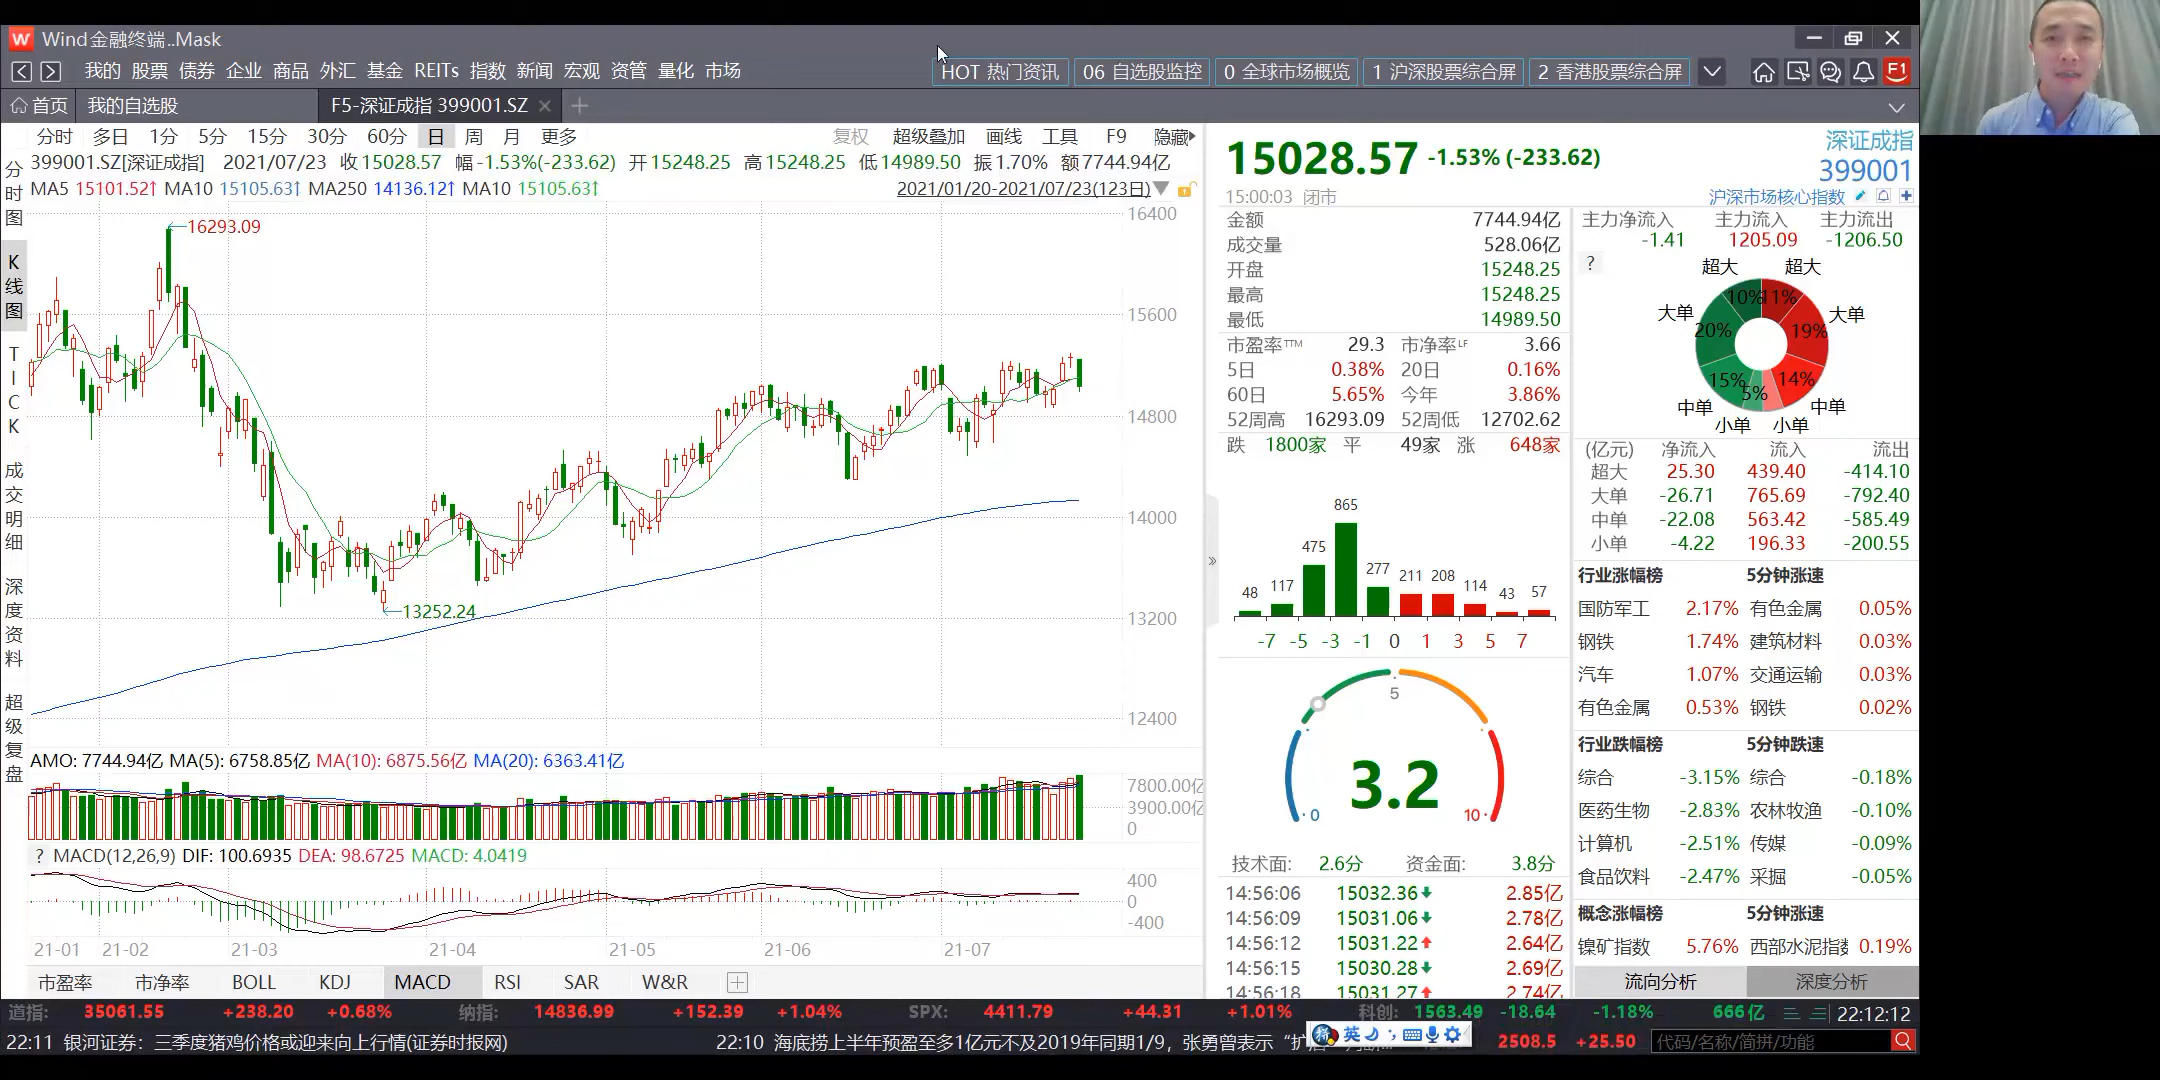 Wind金融终端..Mask
我的 股票 债券 企业 商品 外汇 基金 REITs 指数 新闻 宏观 资管 量化 市场
HOT 热门资讯 06 自选股监控 0 全球市场概览 1 沪深股票综合屏 2 香港股票综合屏 F1
首页 我的自选股 F5-深证成指 399001.SZ
分时 多日 1分 5分 15分 30分 60分 日 周 月 更多 复权 超级叠加 画线 工具 F9 隐藏
399001.SZ[深证成指] 2021/07/23 收15028.57 幅-1.53%(-233.62) 开15248.25 高15248.25 低14989.50 振1.70% 额7744.94亿
MA5 15101.52↑ MA10 15105.63↑ MA250 14136.12↑ MA10 15105.63↑ 2021/01/20-2021/07/23(123日)
分时图
K线图
TICK
成交明细
深度资料
超级复盘
16293.09
13252.24
16400
15600
14800
14000
13200
12400
AMO: 7744.94亿 MA(5): 6758.85亿 MA(10): 6875.56亿 MA(20): 6363.41亿
7800.00亿
3900.00亿
0
? MACD(12,26,9) DIF: 100.6935 DEA: 98.6725 MACD: 4.0419
400
0
-400
21-01 21-02 21-03 21-04 21-05 21-06 21-07
市盈率 市净率 BOLL KDJ MACD RSI SAR W&R
15028.57 -1.53% (-233.62)
深证成指
399001
15:00:03 闭市
沪深市场核心指数
金额 7744.94亿
成交量 528.06亿
开盘 15248.25
最高 15248.25
最低 14989.50
市盈率TTM 29.3 市净率LF 3.66
5日 0.38% 20日 0.16%
60日 5.65% 今年 3.86%
52周高 16293.09 52周低 12702.62
跌 1800家 平 49家 涨 648家
48 117 475 865 277 211 208 114 43 57
-7 -5 -3 -1 0 1 3 5 7
5
3.2
0 10
技术面: 2.6分 资金面: 3.8分
14:56:06 15032.36 2.85亿
14:56:09 15031.06 2.78亿
14:56:12 15031.22 2.64亿
14:56:15 15030.28 2.69亿
14:56:18 15031.27 2.74亿
主力净流入 主力流入 主力流出
-1.41 1205.09 -1206.50
?
超大 超大
10% 11%
大单 大单
20% 19%
15% 5% 14%
中单 中单
小单 小单
(亿元) 净流入 流入 流出
超大 25.30 439.40 -414.10
大单 -26.71 765.69 -792.40
中单 -22.08 563.42 -585.49
小单 -4.22 196.33 -200.55
行业涨幅榜 5分钟涨速
国防军工 2.17% 有色金属 0.05%
钢铁 1.74% 建筑材料 0.03%
汽车 1.07% 交通运输 0.03%
有色金属 0.53% 钢铁 0.02%
行业跌幅榜 5分钟跌速
综合 -3.15% 综合 -0.18%
医药生物 -2.83% 农林牧渔 -0.10%
计算机 -2.51% 传媒 -0.09%
食品饮料 -2.47% 采掘 -0.05%
概念涨幅榜 5分钟涨速
镍矿指数 5.76% 西部水泥指数 0.19%
流向分析 深度分析
道指: 35061.55 +238.20 +0.68% 纳指: 14836.99 +152.39 +1.04% SPX: 4411.79 +44.31 +1.01% 科创: 1563.49 -18.64 -1.18% 666亿 22:12:12
22:11 银河证券：三季度猪鸡价格或迎来向上行情(证券时报网) 22:10 海底捞上半年预盈至多1亿元不及2019年同期1/9，张勇曾表示 2508.5 +25.50 代码/名称/简拼/功能
英